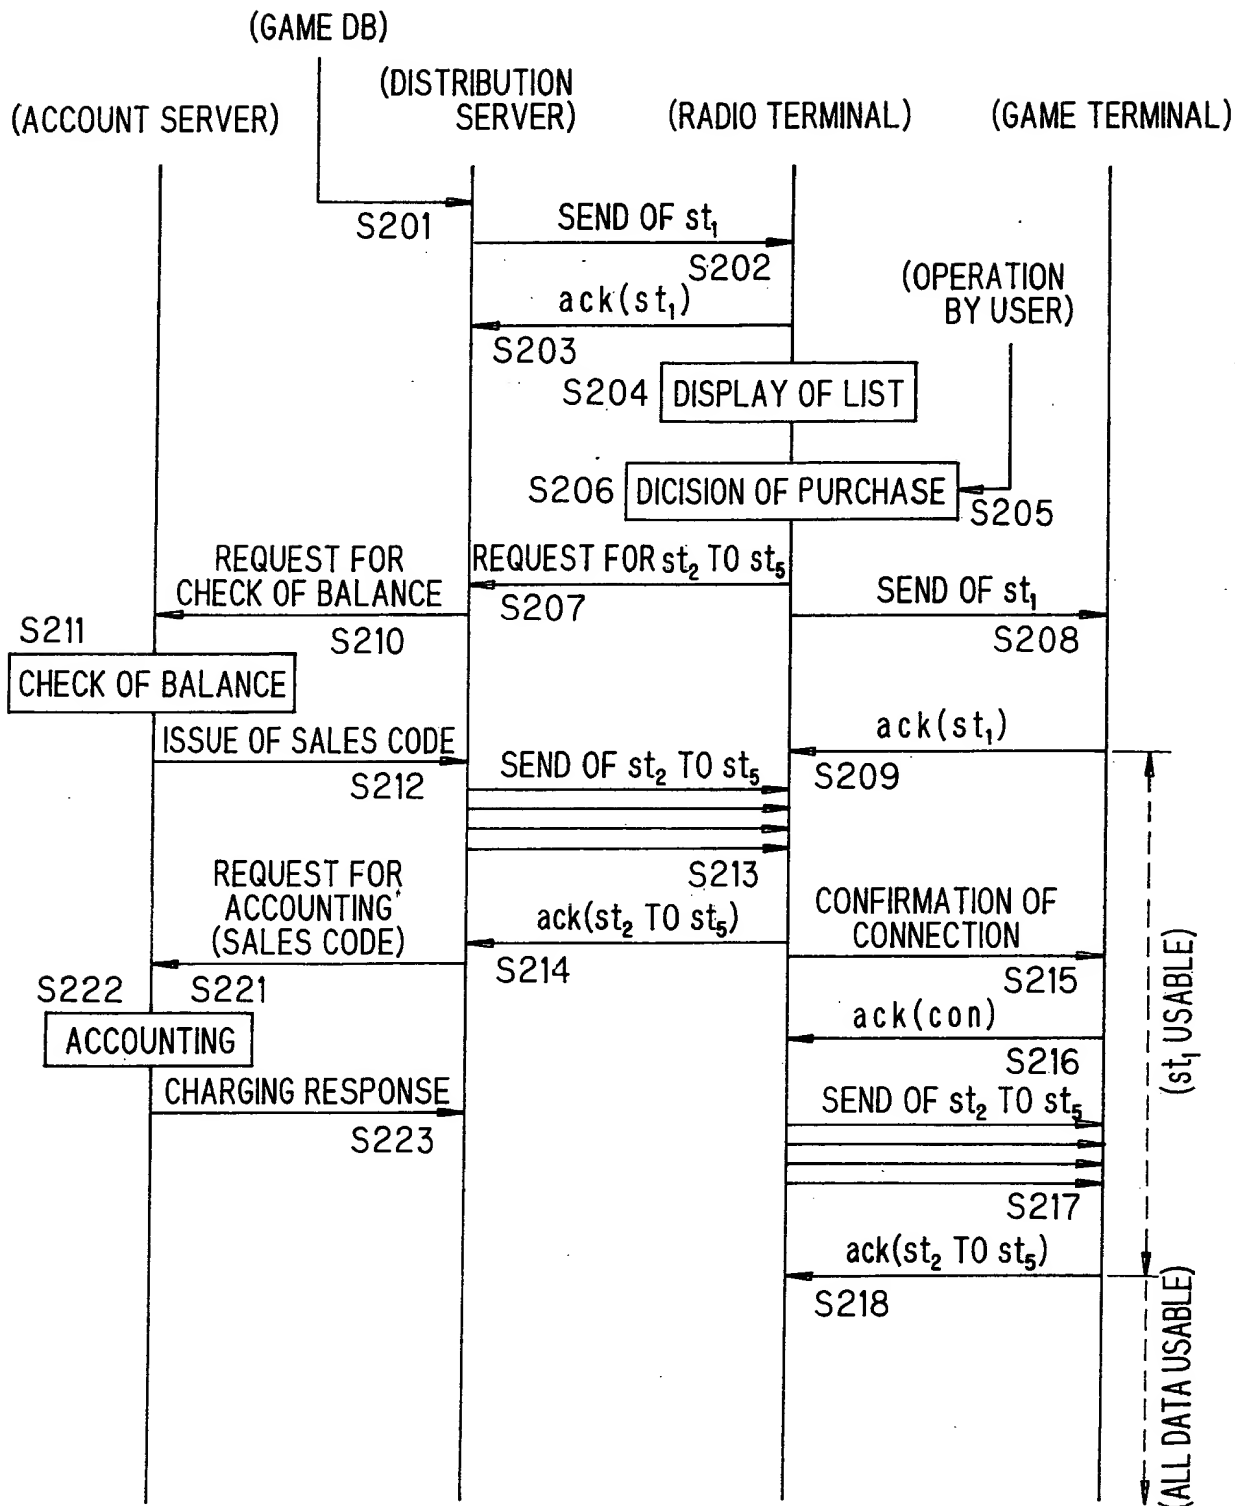 (GAME DB)
(DISTRIBUTION
SERVER)
(ACCOUNT SERVER)
(RADIO TERMINAL)
(GAME TERMINAL)
S201
SEND OF st₁
S202
(OPERATION
BY USER)
ack(st₁)
S203
S204
DISPLAY OF LIST
S206
DICISION OF PURCHASE
S205
REQUEST FOR
CHECK OF BALANCE
REQUEST FOR st₂ TO st₅
S207
SEND OF st₁
S208
S210
S211
CHECK OF BALANCE
ack(st₁)
S209
ISSUE OF SALES CODE
S212
SEND OF st₂ TO st₅
S213
REQUEST FOR
ACCOUNTING
(SALES CODE)
ack(st₂ TO st₅)
S214
CONFIRMATION OF
CONNECTION
S215
S222
S221
ACCOUNTING
ack(con)
S216
(st₁ USABLE)
CHARGING RESPONSE
S223
SEND OF st₂ TO st₅
S217
ack(st₂ TO st₅)
S218
(ALL DATA USABLE)